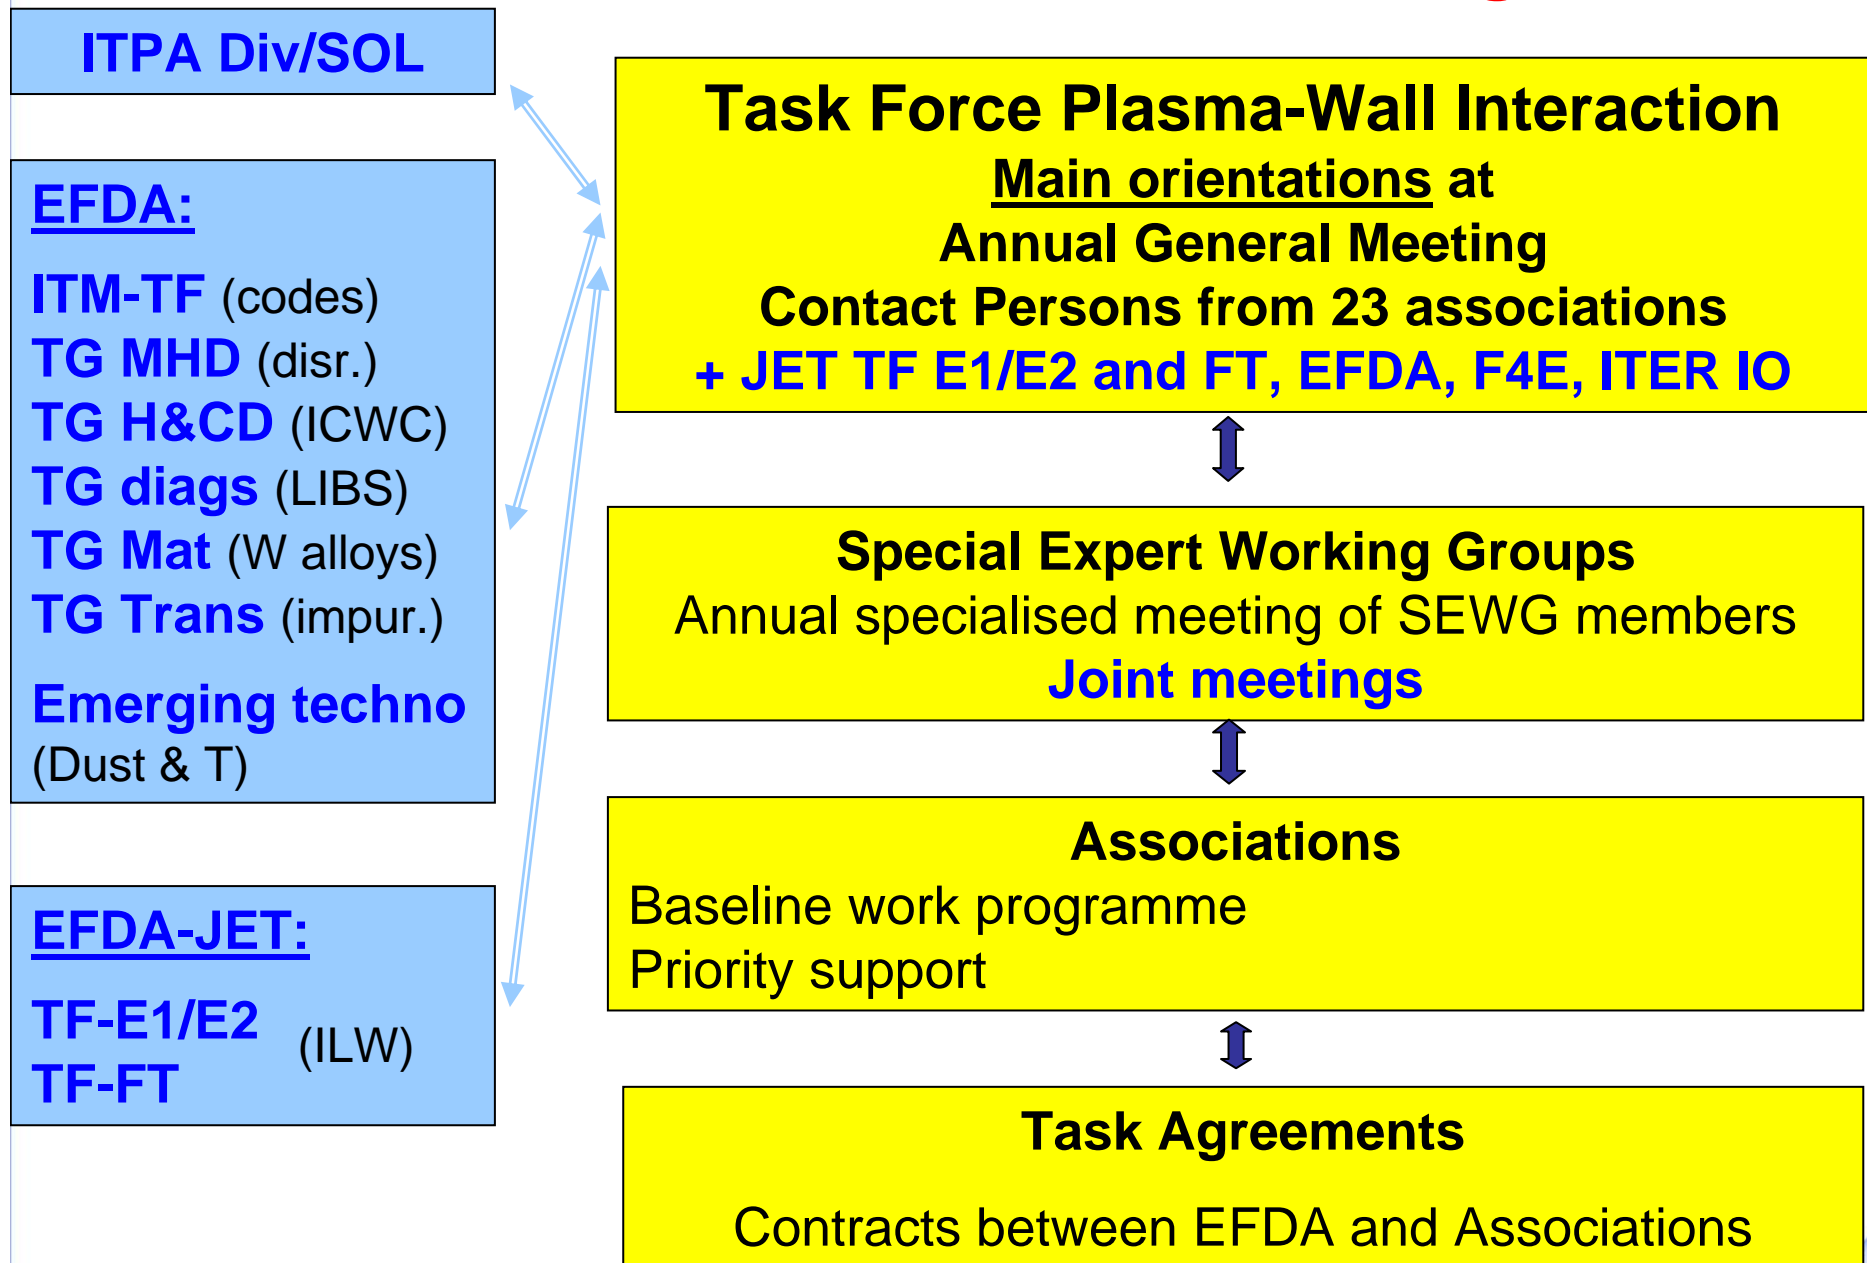 ITPA Div/SOL
EFDA:
ITM-TF (codes)
TG MHD (disr.)
TG H&CD (ICWC)
TG diags (LIBS)
TG Mat (W alloys)
TG Trans (impur.)
Emerging techno
(Dust & T)
EFDA-JET:
TF-E1/E2
(ILW)
TF-FT
Task Force Plasma-Wall Interaction
Main orientations at
Annual General Meeting
Contact Persons from 23 associations
+ JET TF E1/E2 and FT, EFDA, F4E, ITER IO
Special Expert Working Groups
Annual specialised meeting of SEWG members
Joint meetings
Associations
Baseline work programme
Priority support
Task Agreements
Contracts between EFDA and Associations